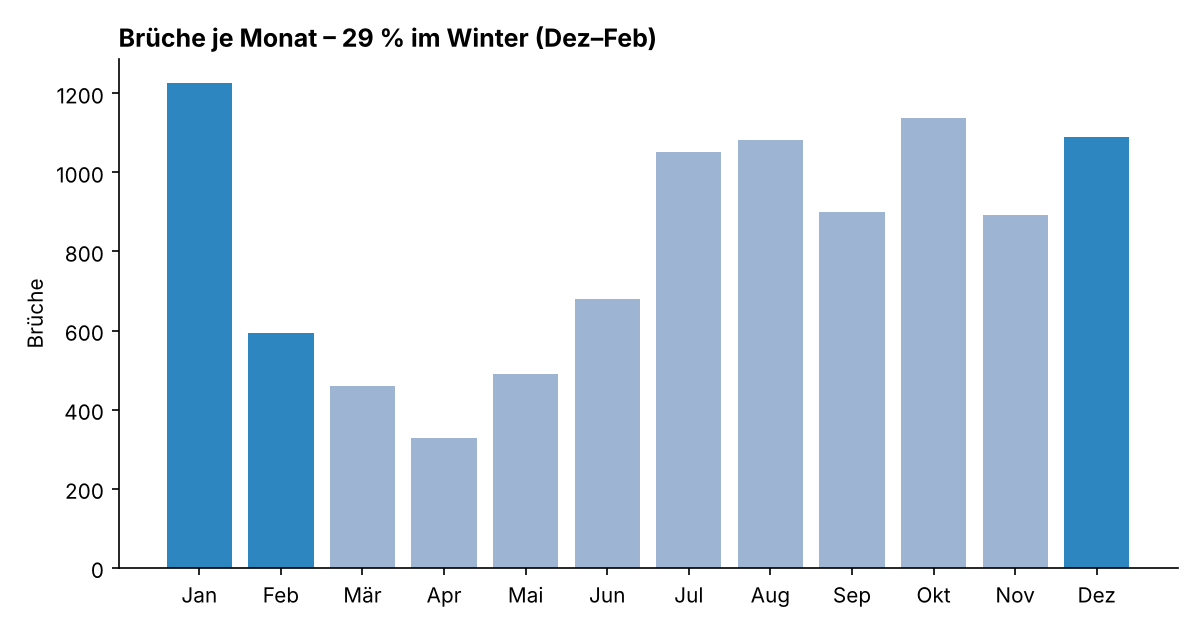 Brüche je Monat – 29 % im Winter (Dez–Feb)
Brüche
1200
1000
800
600
400
200
0
Jan Feb Mär Apr Mai Jun Jul Aug Sep Okt Nov Dez